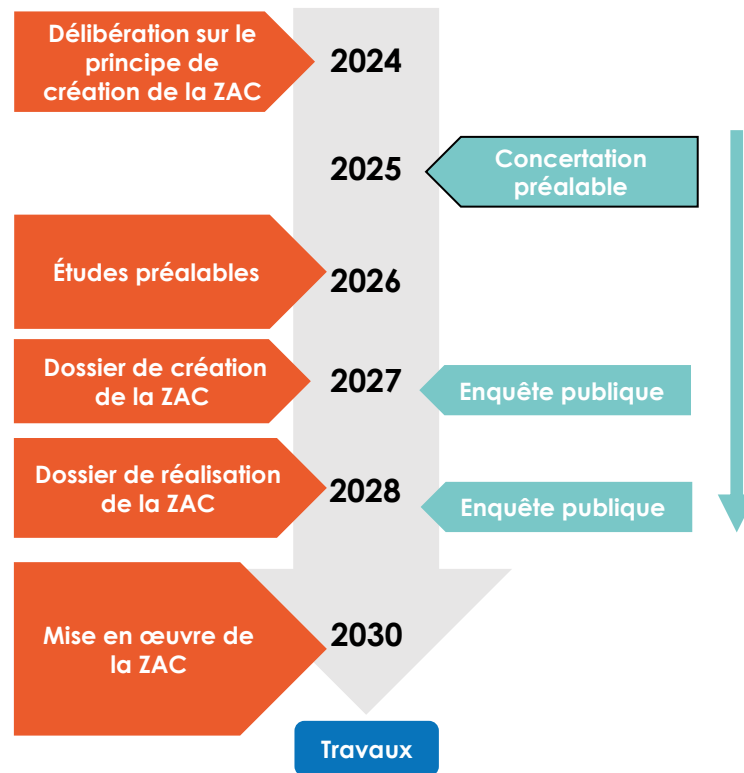 Délibération sur le
principe de
création de la ZAC
2024
2025
Concertation
préalable
Études préalables
2026
Dossier de création
de la ZAC
2027
Enquête publique
Dossier de réalisation
de la ZAC
2028
Enquête publique
Mise en œuvre de
la ZAC
2030
Travaux